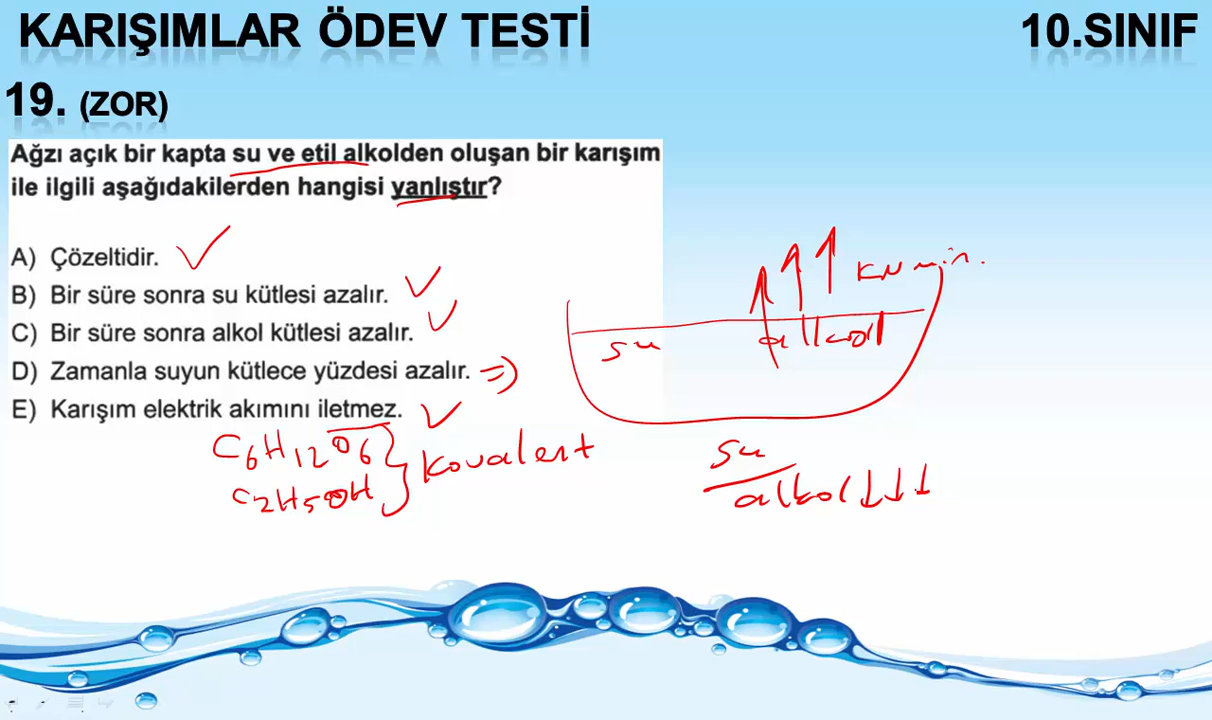 KARIŞIMLAR ÖDEV TESTİ
10.SINIF
19. (ZOR)
Ağzı açık bir kapta su ve etil alkolden oluşan bir karışım
ile ilgili aşağıdakilerden hangisi yanlıştır?
A) Çözeltidir.
B) Bir süre sonra su kütlesi azalır.
C) Bir süre sonra alkol kütlesi azalır.
D) Zamanla suyun kütlece yüzdesi azalır. =>
E) Karışım elektrik akımını iletmez.
C6H12O6
C2H5OH
Kovalent
KN min.
su alkol
su
alkol ↓↓↓